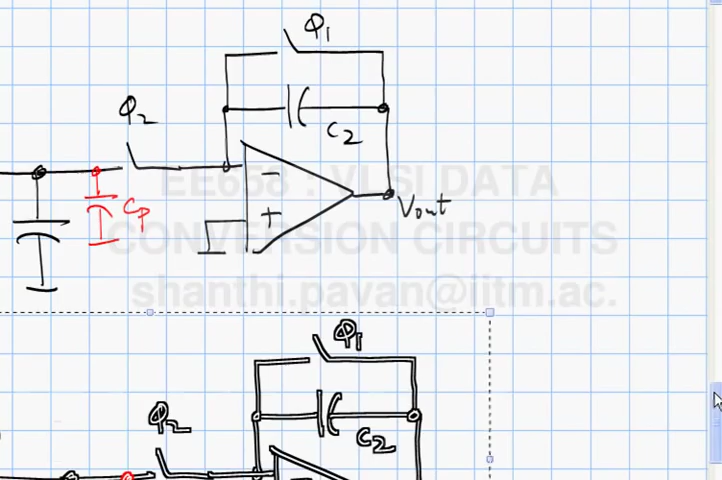 Φ1
Φ2
C2
−
EE658 : VLSI DATA
+
CP
Vout
CONVERSION CIRCUITS
shanthi.pavan@iitm.ac.
Φ1
Φ2
C2